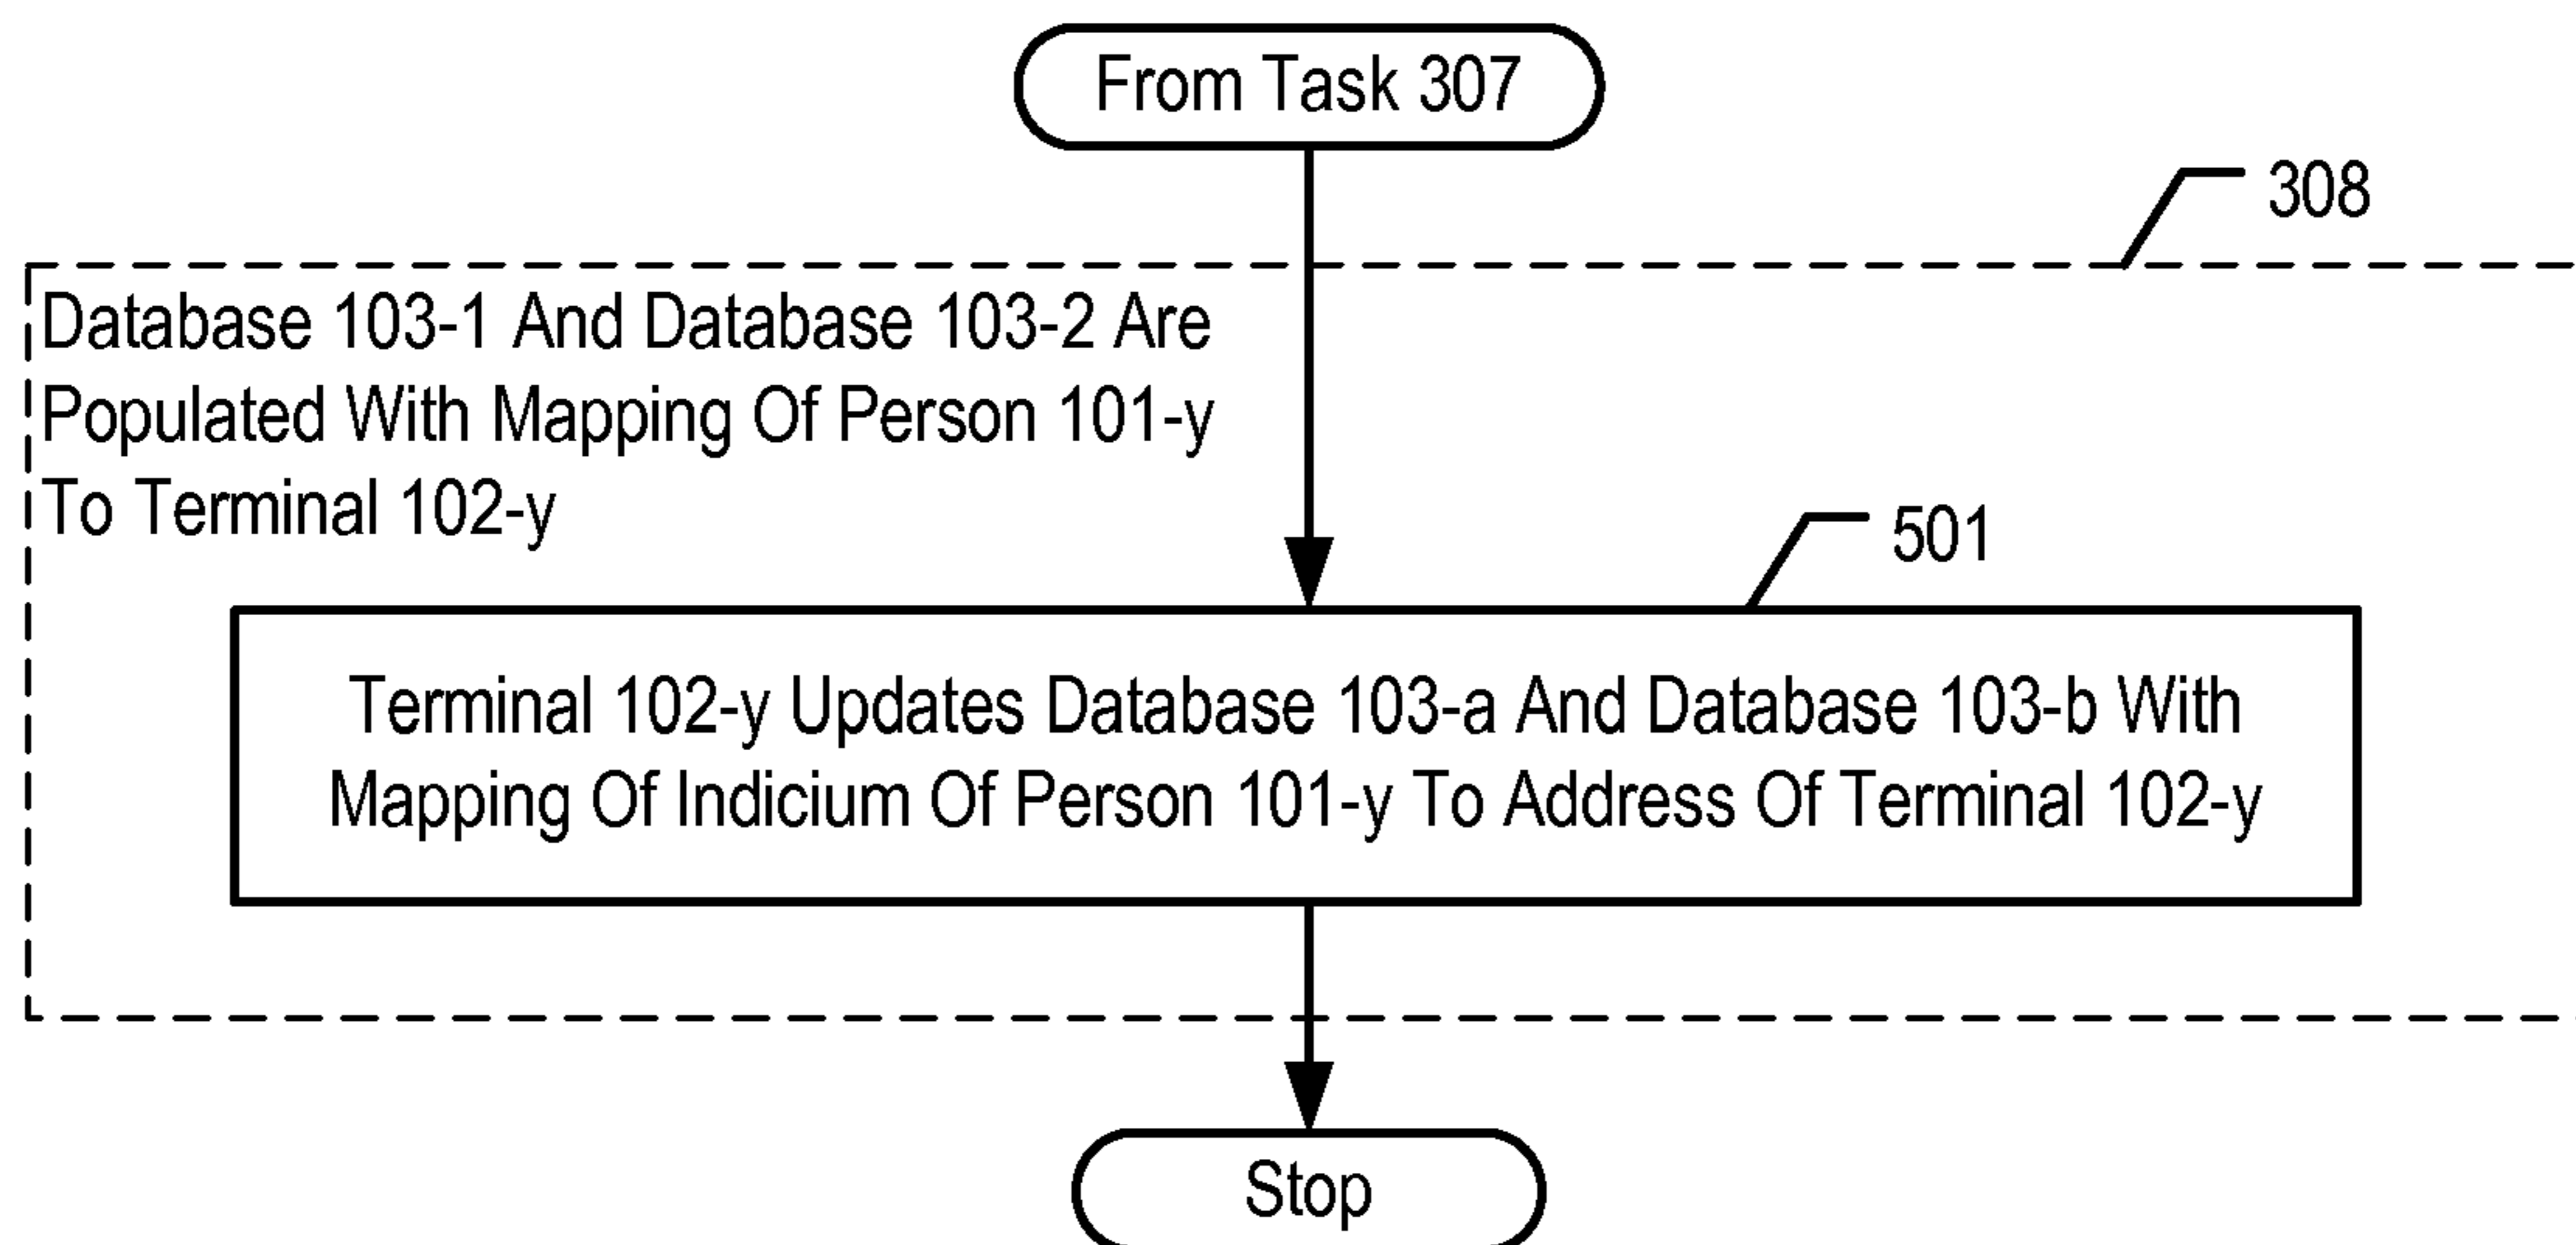 From Task 307
308
Database 103-1 And Database 103-2 Are
Populated With Mapping Of Person 101-y
To Terminal 102-y
501
Terminal 102-y Updates Database 103-a And Database 103-b With
Mapping Of Indicium Of Person 101-y To Address Of Terminal 102-y
Stop